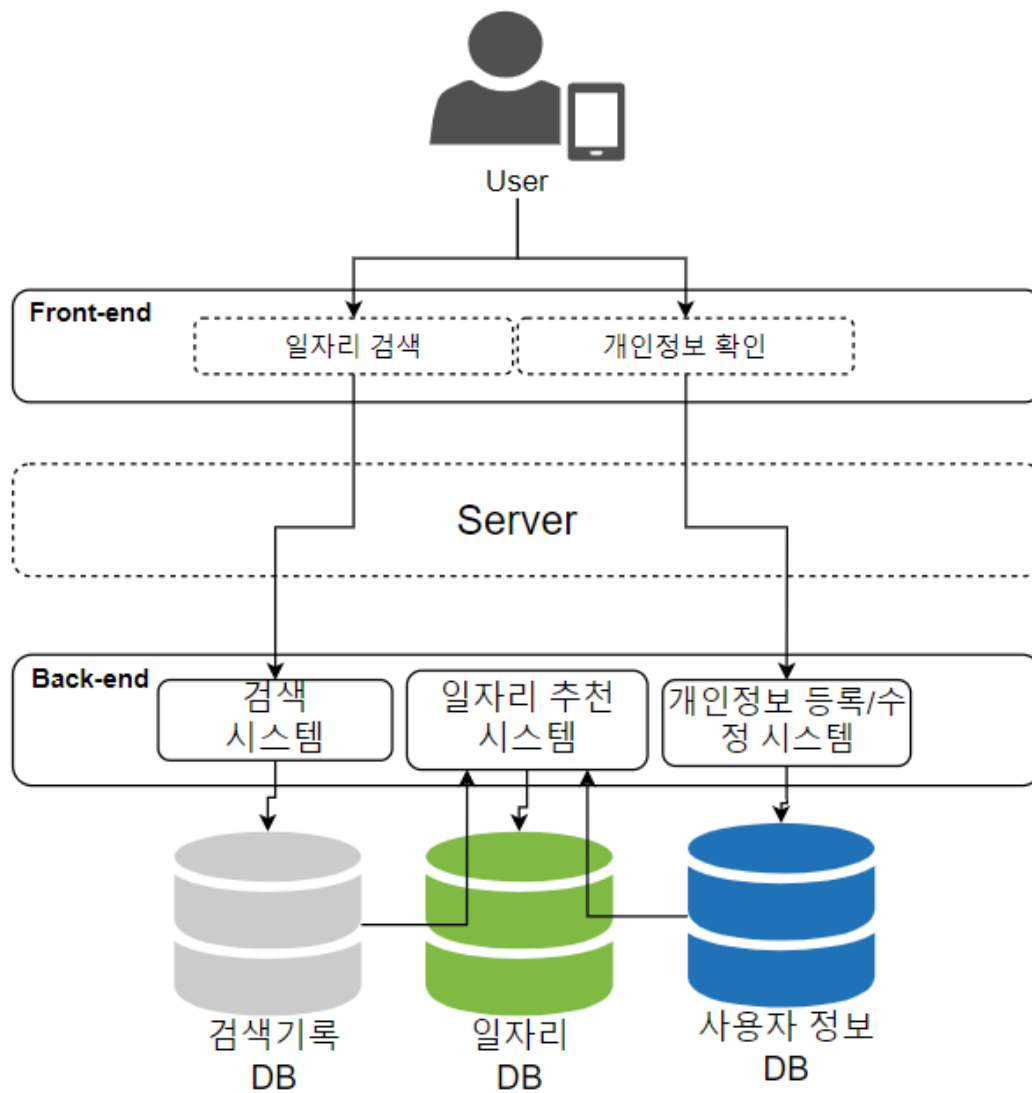 User
Front-end
일자리 검색
개인정보 확인
Server
Back-end
검색
시스템
일자리 추천
시스템
개인정보 등록/수
정 시스템
검색기록
DB
일자리
DB
사용자 정보
DB